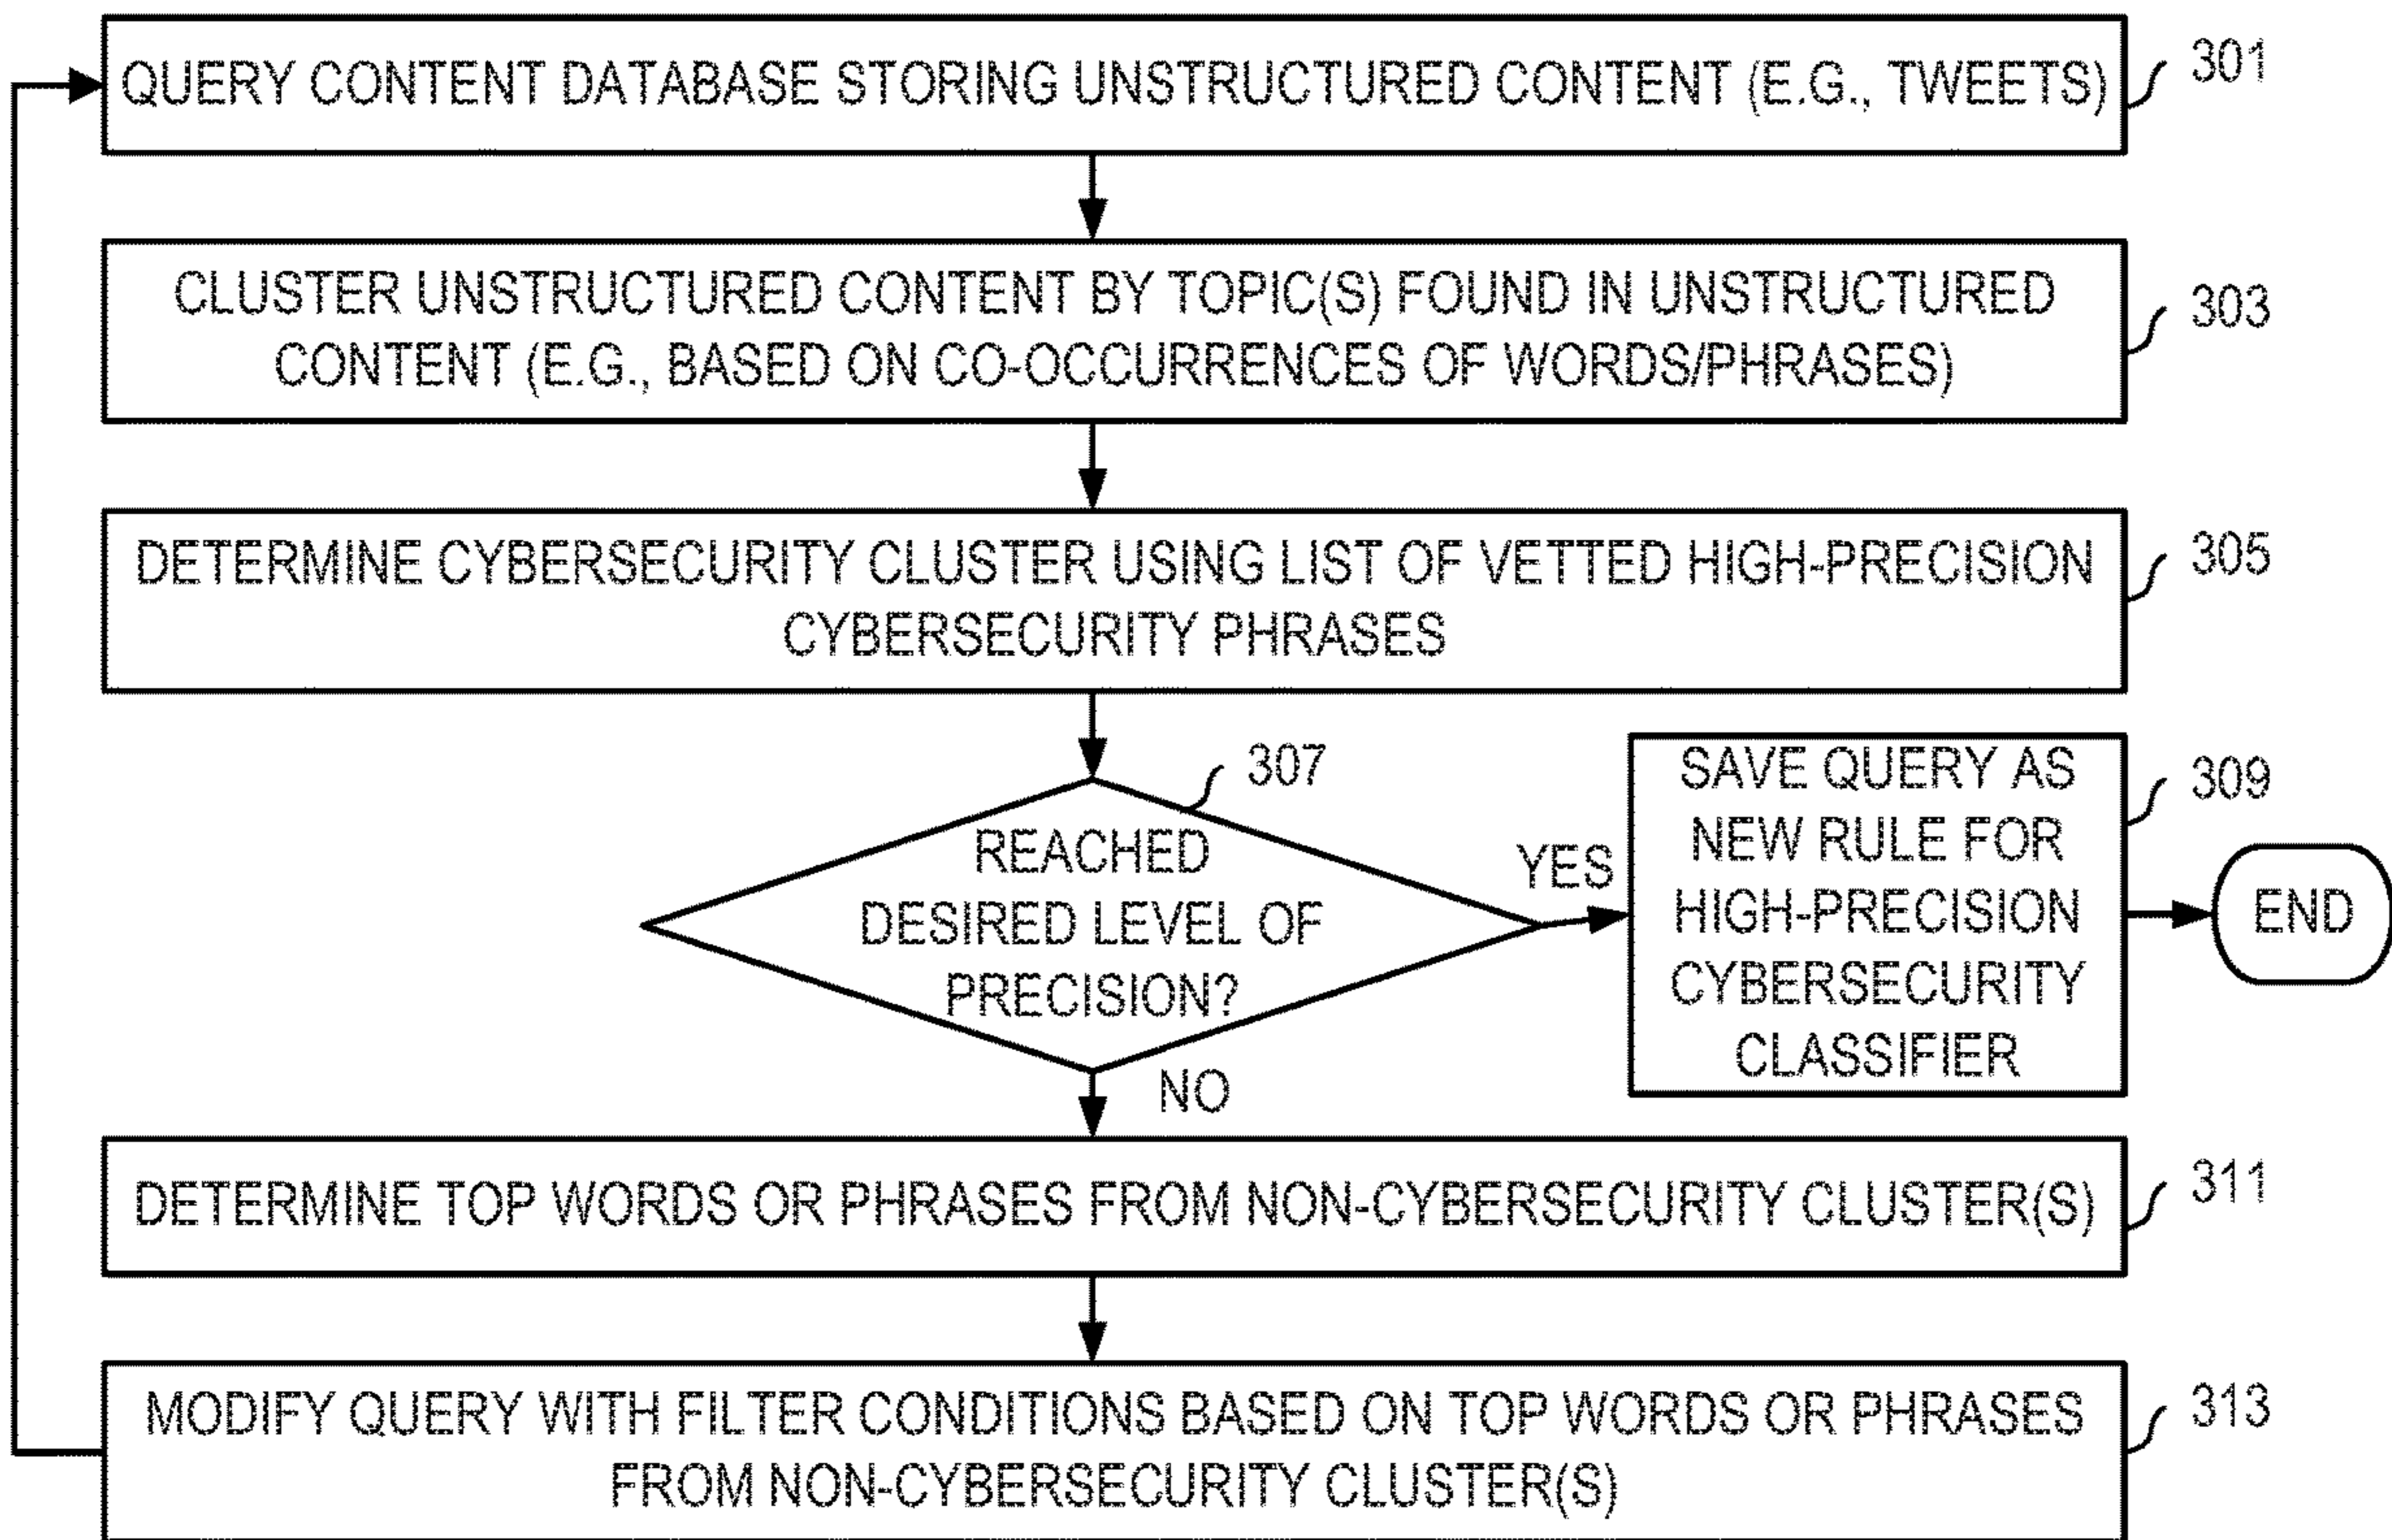 QUERY CONTENT DATABASE STORING UNSTRUCTURED CONTENT (E.G., TWEETS)
301
CLUSTER UNSTRUCTURED CONTENT BY TOPIC(S) FOUND IN UNSTRUCTURED
CONTENT (E.G., BASED ON CO-OCCURRENCES OF WORDS/PHRASES)
303
DETERMINE CYBERSECURITY CLUSTER USING LIST OF VETTED HIGH-PRECISION
CYBERSECURITY PHRASES
305
307
REACHED
DESIRED LEVEL OF
PRECISION?
YES
NO
SAVE QUERY AS
NEW RULE FOR
HIGH-PRECISION
CYBERSECURITY
CLASSIFIER
309
END
DETERMINE TOP WORDS OR PHRASES FROM NON-CYBERSECURITY CLUSTER(S)
311
MODIFY QUERY WITH FILTER CONDITIONS BASED ON TOP WORDS OR PHRASES
FROM NON-CYBERSECURITY CLUSTER(S)
313